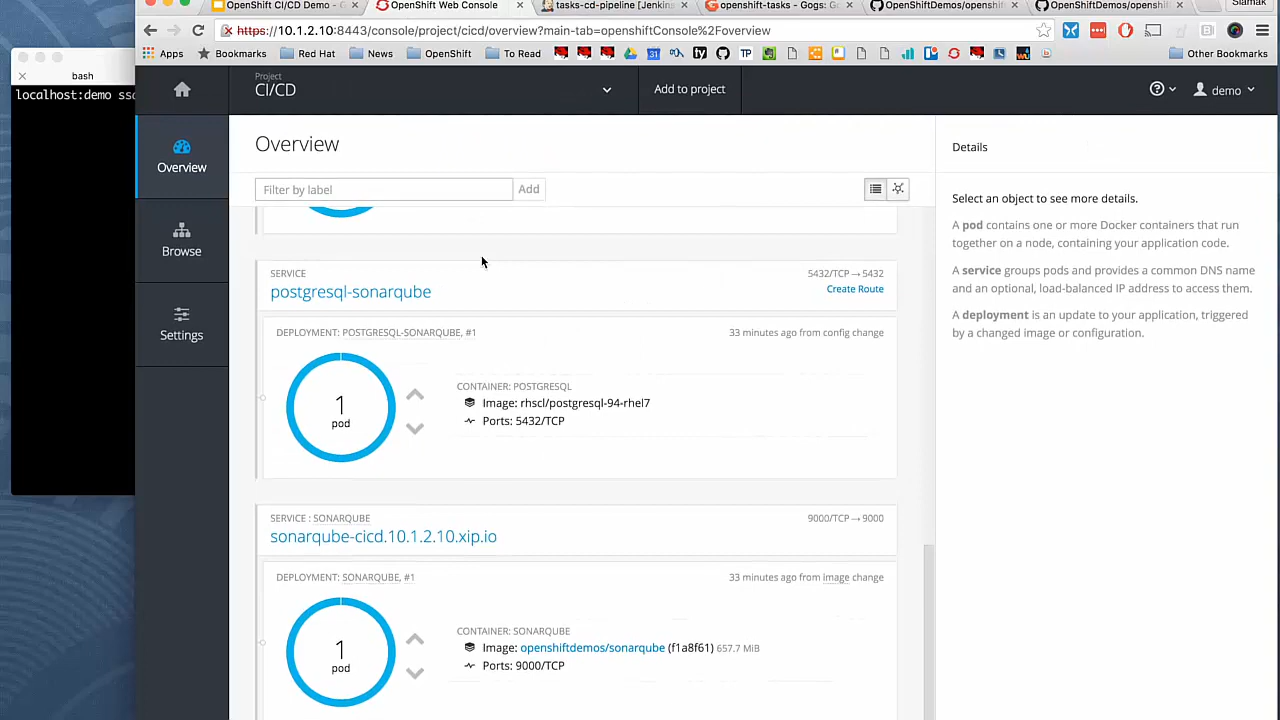 OpenShift CI/CD Demo - G
OpenShift Web Console
tasks-cd-pipeline [Jenkins
openshift-tasks - Gogs: G
OpenShiftDemos/openshift
OpenShiftDemos/openshift
Siamak
https://10.1.2.10:8443/console/project/cicd/overview?main-tab=openshiftConsole%2Foverview
Apps
Bookmarks
Red Hat
News
OpenShift
To Read
Other Bookmarks
bash
localhost:demo sso
Project
CI/CD
Add to project
demo
Overview
Browse
Settings
Overview
Filter by label
Add
SERVICE
5432/TCP → 5432
postgresql-sonarqube
Create Route
DEPLOYMENT: POSTGRESQL-SONARQUBE, #1
33 minutes ago from config change
1
pod
CONTAINER: POSTGRESQL
Image: rhscl/postgresql-94-rhel7
Ports: 5432/TCP
SERVICE : SONARQUBE
9000/TCP → 9000
sonarqube-cicd.10.1.2.10.xip.io
DEPLOYMENT: SONARQUBE, #1
33 minutes ago from image change
1
pod
CONTAINER: SONARQUBE
Image: openshiftdemos/sonarqube (f1a8f61) 657.7 MiB
Ports: 9000/TCP
Details
Select an object to see more details.
A pod contains one or more Docker containers that run
together on a node, containing your application code.
A service groups pods and provides a common DNS name
and an optional, load-balanced IP address to access them.
A deployment is an update to your application, triggered
by a changed image or configuration.